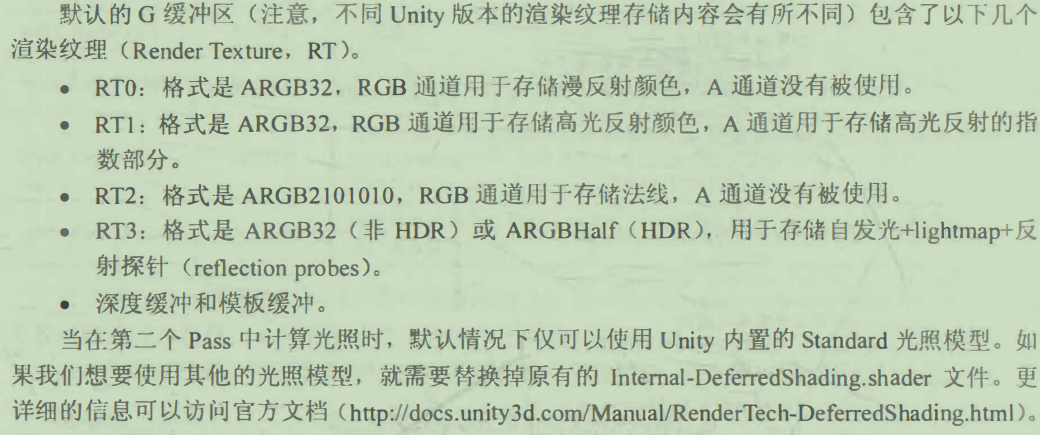 默认的 G 缓冲区（注意，不同 Unity 版本的渲染纹理存储内容会有所不同）包含了以下几个
渲染纹理（Render Texture，RT）。
• RT0：格式是 ARGB32，RGB 通道用于存储漫反射颜色，A 通道没有被使用。
• RT1：格式是 ARGB32，RGB 通道用于存储高光反射颜色，A 通道用于存储高光反射的指
数部分。
• RT2：格式是 ARGB2101010，RGB 通道用于存储法线，A 通道没有被使用。
• RT3：格式是 ARGB32（非 HDR）或 ARGBHalf（HDR），用于存储自发光+lightmap+反
射探针（reflection probes）。
• 深度缓冲和模板缓冲。
当在第二个 Pass 中计算光照时，默认情况下仅可以使用 Unity 内置的 Standard 光照模型。如
果我们想要使用其他的光照模型，就需要替换掉原有的 Internal-DeferredShading.shader 文件。更
详细的信息可以访问官方文档（http://docs.unity3d.com/Manual/RenderTech-DeferredShading.html）。